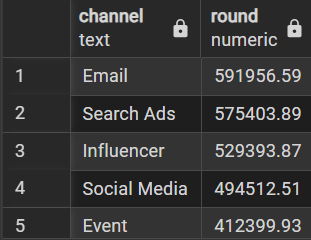 channel round
text numeric
1 Email 591956.59
2 Search Ads 575403.89
3 Influencer 529393.87
4 Social Media 494512.51
5 Event 412399.93